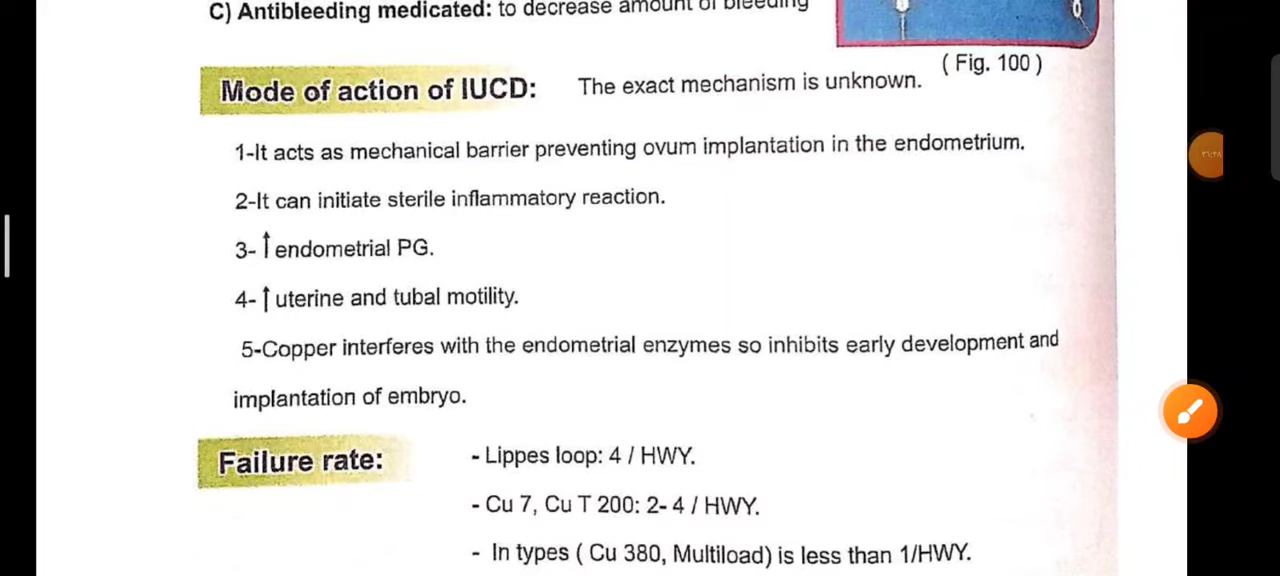 C) Antibleeding medicated: to decrease amount of bleeding
( Fig. 100 )
Mode of action of IUCD: The exact mechanism is unknown.
1-It acts as mechanical barrier preventing ovum implantation in the endometrium.
2-It can initiate sterile inflammatory reaction.
3- ↑ endometrial PG.
4- ↑ uterine and tubal motility.
5-Copper interferes with the endometrial enzymes so inhibits early development and
implantation of embryo.
Failure rate: - Lippes loop: 4 / HWY.
- Cu 7, Cu T 200: 2- 4 / HWY.
- In types ( Cu 380, Multiload) is less than 1/HWY.